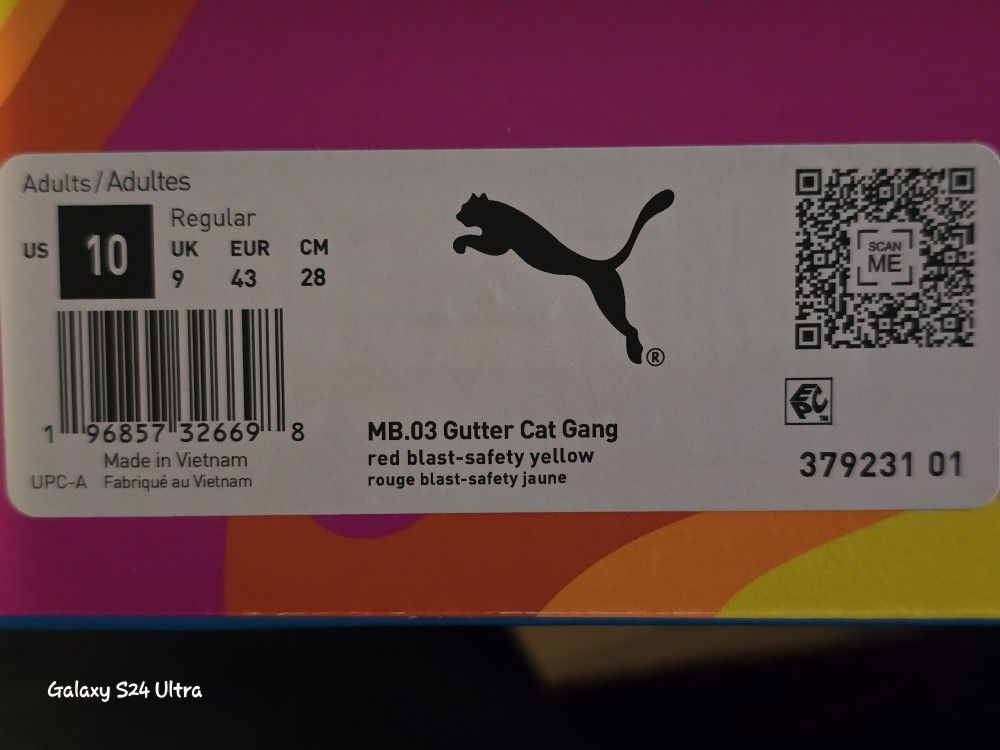 Adults/Adultes
US 10
Regular
UK EUR CM
9 43 28
SCAN
ME
®
1 96857 32669 8
Made in Vietnam
UPC-A Fabriqué au Vietnam
MB.03 Gutter Cat Gang
red blast-safety yellow
rouge blast-safety jaune
EPC™
379231 01
Galaxy S24 Ultra